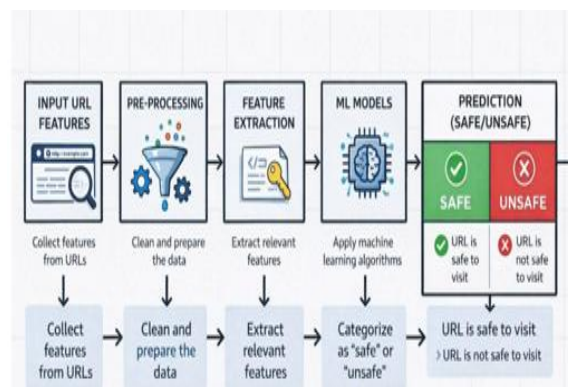 INPUT URL
FEATURES
PRE-PROCESSING
FEATURE
EXTRACTION
ML MODELS
PREDICTION
(SAFE/UNSAFE)
</>
SAFE
UNSAFE
Collect features
from URLs
Clean and prepare
the data
Extract relevant
features
Apply machine
learning algorithms
URL is
safe to
visit
URL is
not safe
to visit
Collect
features
from URLs
Clean and
prepare the
data
Extract
relevant
features
Categorize
as "safe" or
"unsafe"
URL is safe to visit
› URL is not safe to visit